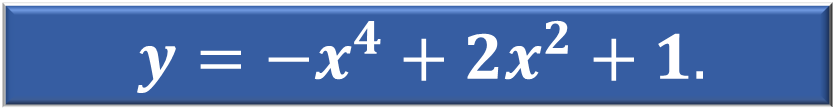 y = −x⁴ + 2x² + 1.